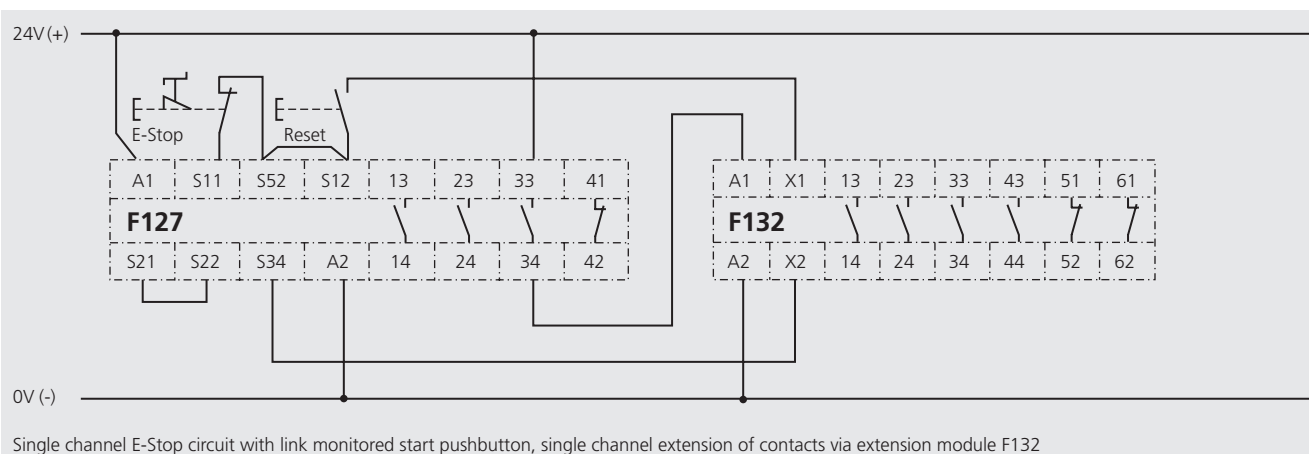 24V (+)
E-Stop
Reset
A1 S11 S52 S12 13 23 33 41
F127
S21 S22 S34 A2 14 24 34 42
A1 X1 13 23 33 43 51 61
F132
A2 X2 14 24 34 44 52 62
0V (-)
Single channel E-Stop circuit with link monitored start pushbutton, single channel extension of contacts via extension module F132